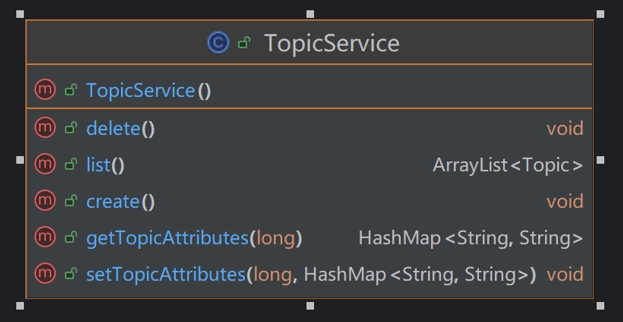 C TopicService
m TopicService()
m delete() void
m list() ArrayList<Topic>
m create() void
m getTopicAttributes(long) HashMap<String, String>
m setTopicAttributes(long, HashMap<String, String>) void